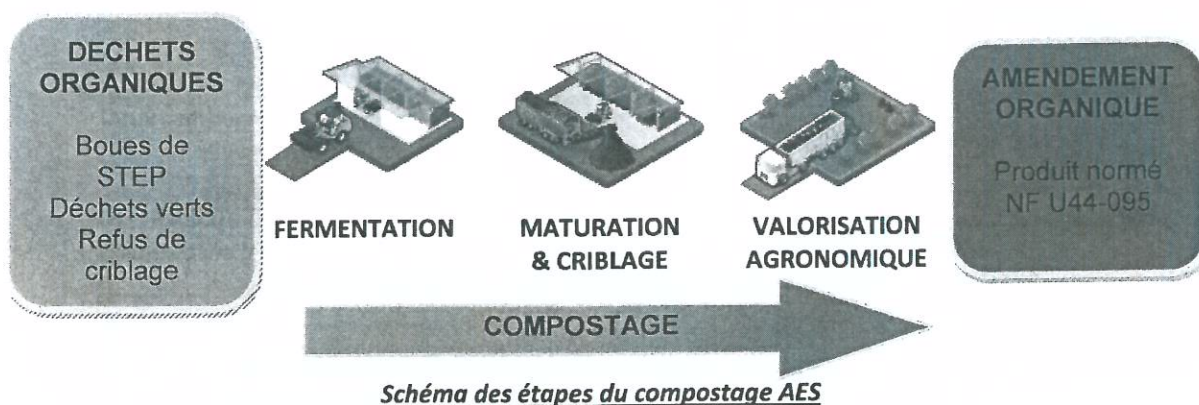 DECHETS
ORGANIQUES
Boues de
STEP
Déchets verts
Refus de
criblage
FERMENTATION
MATURATION
& CRIBLAGE
VALORISATION
AGRONOMIQUE
AMENDEMENT
ORGANIQUE
Produit normé
NF U44-095
COMPOSTAGE
Schéma des étapes du compostage AES